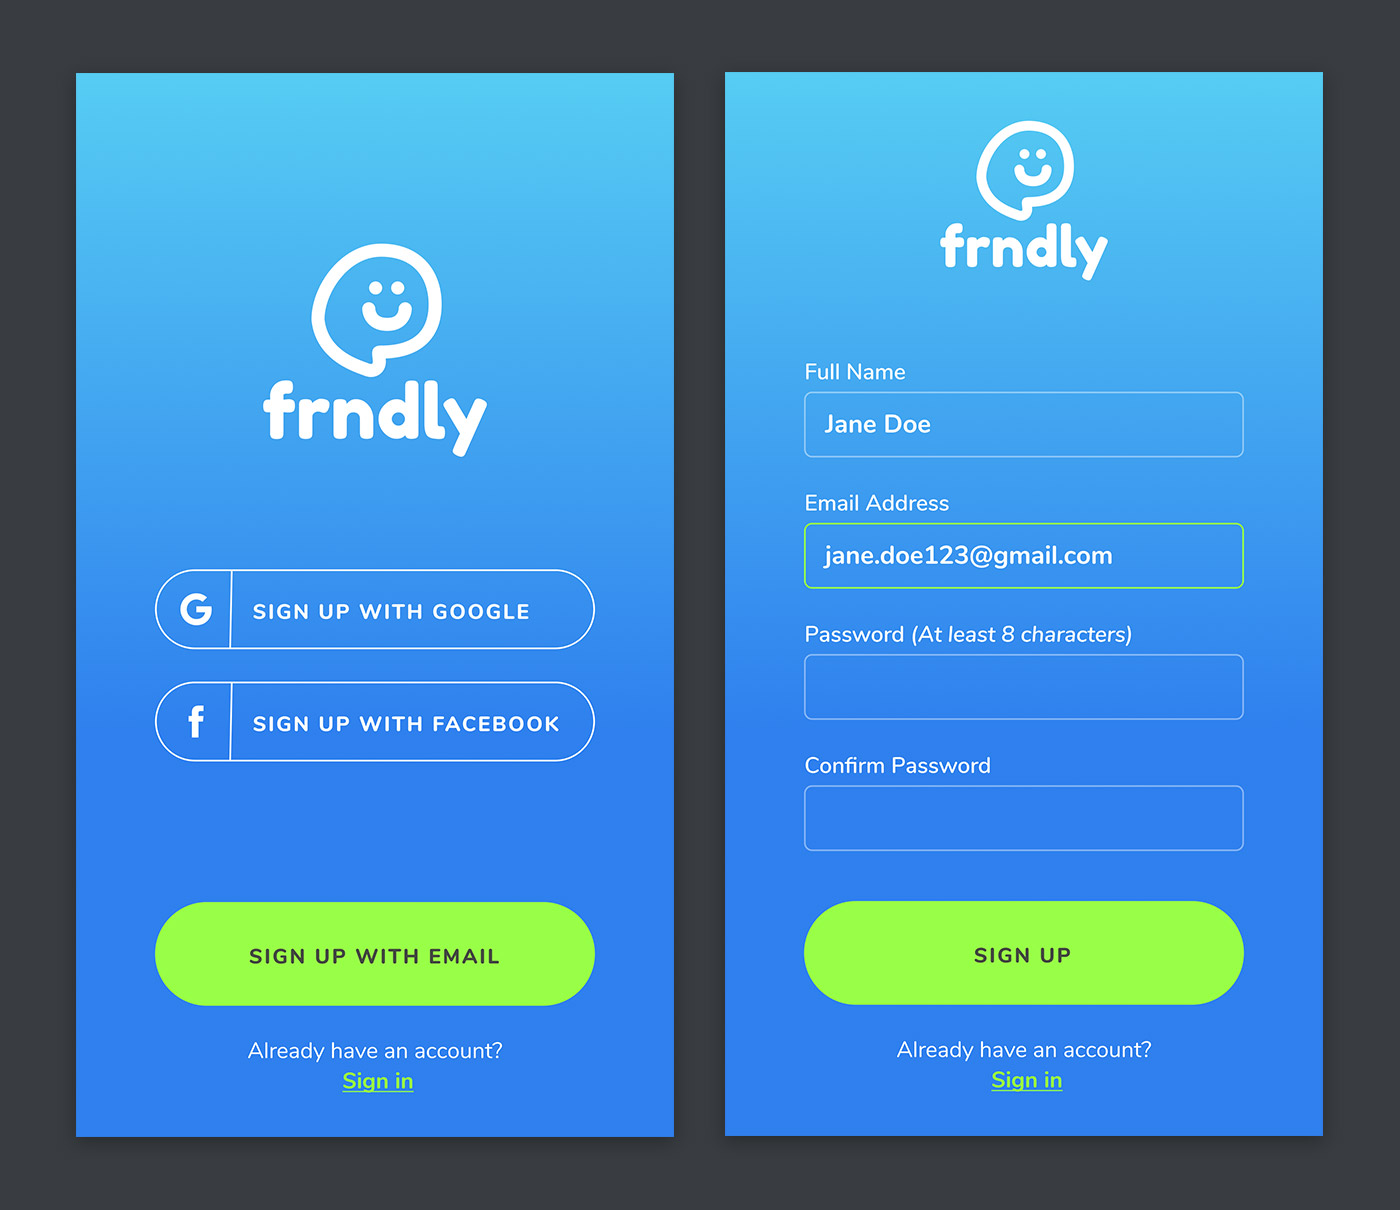 frndly
G
SIGN UP WITH GOOGLE
f
SIGN UP WITH FACEBOOK
SIGN UP WITH EMAIL
Already have an account?
Sign in
frndly
Full Name
Jane Doe
Email Address
jane.doe123@gmail.com
Password (At least 8 characters)
Confirm Password
SIGN UP
Already have an account?
Sign in